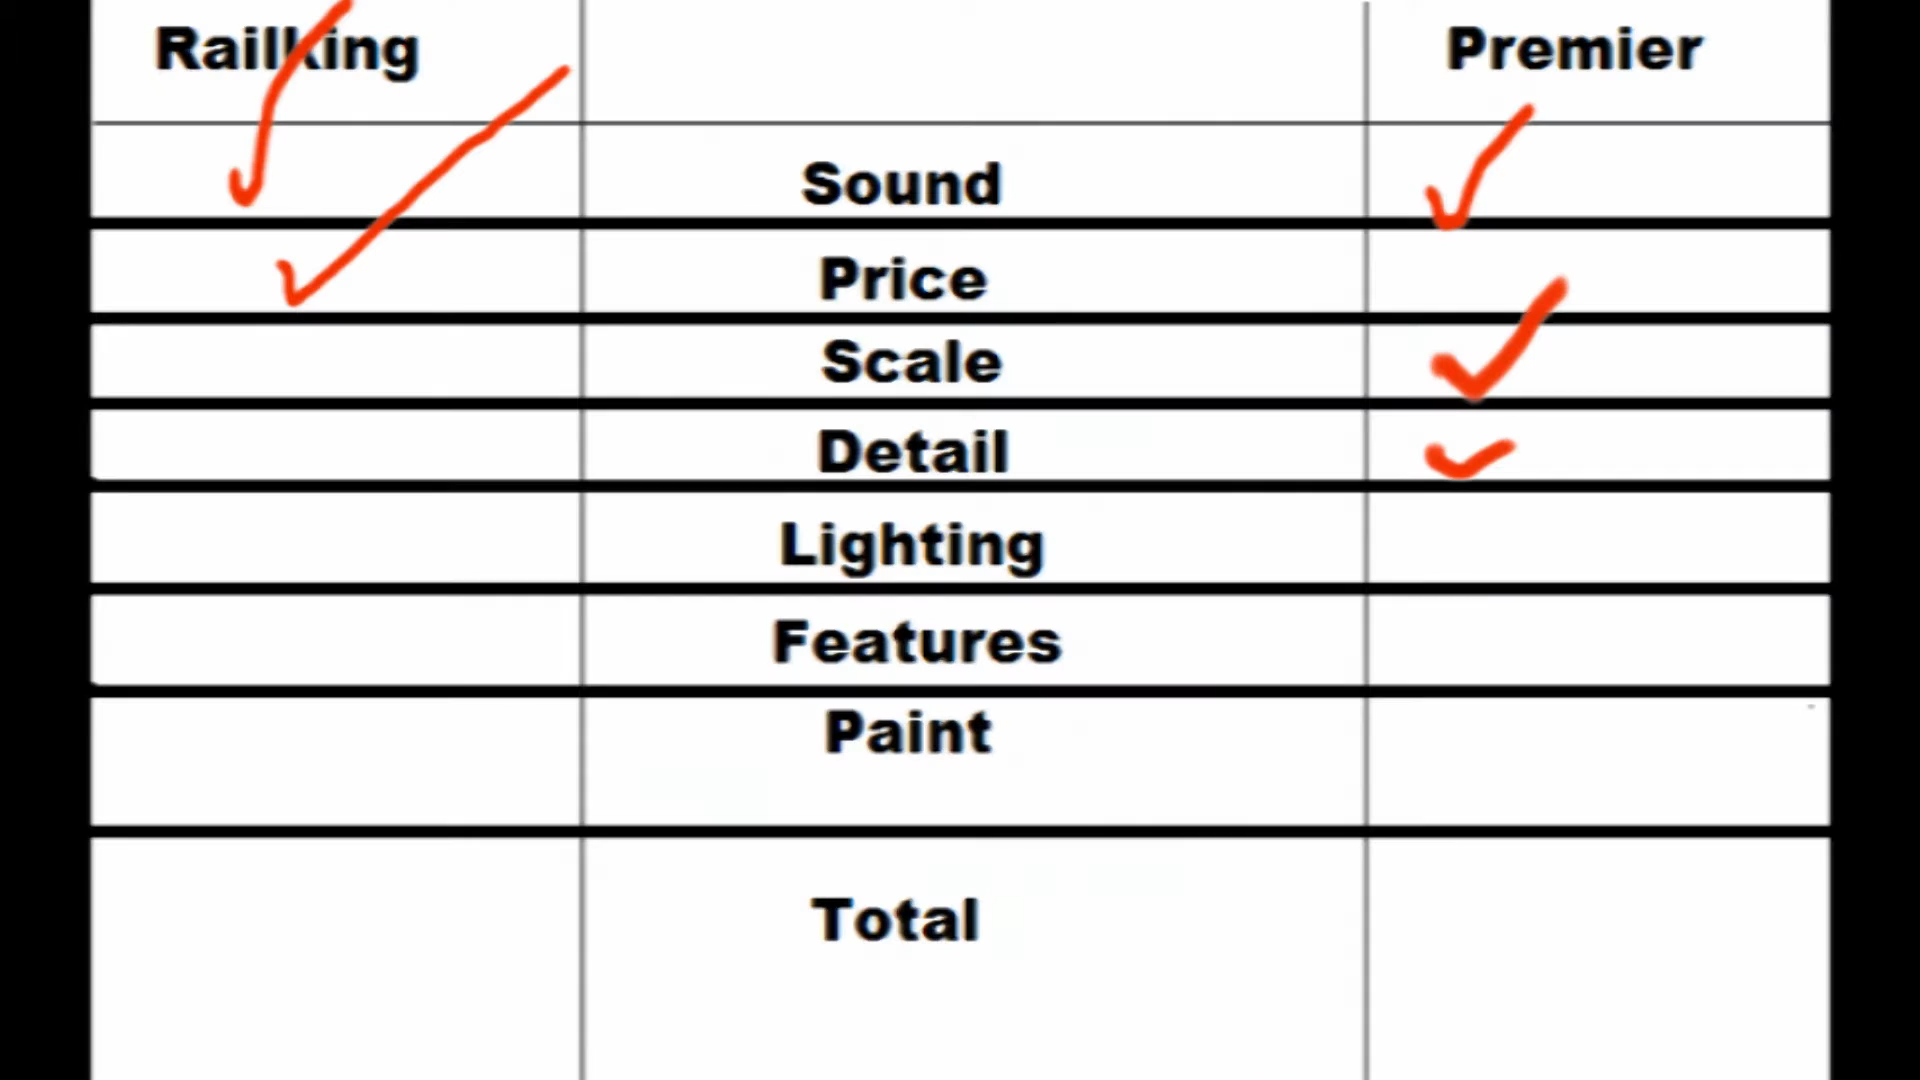 Railking Premier
Sound
Price
Scale
Detail
Lighting
Features
Paint
Total